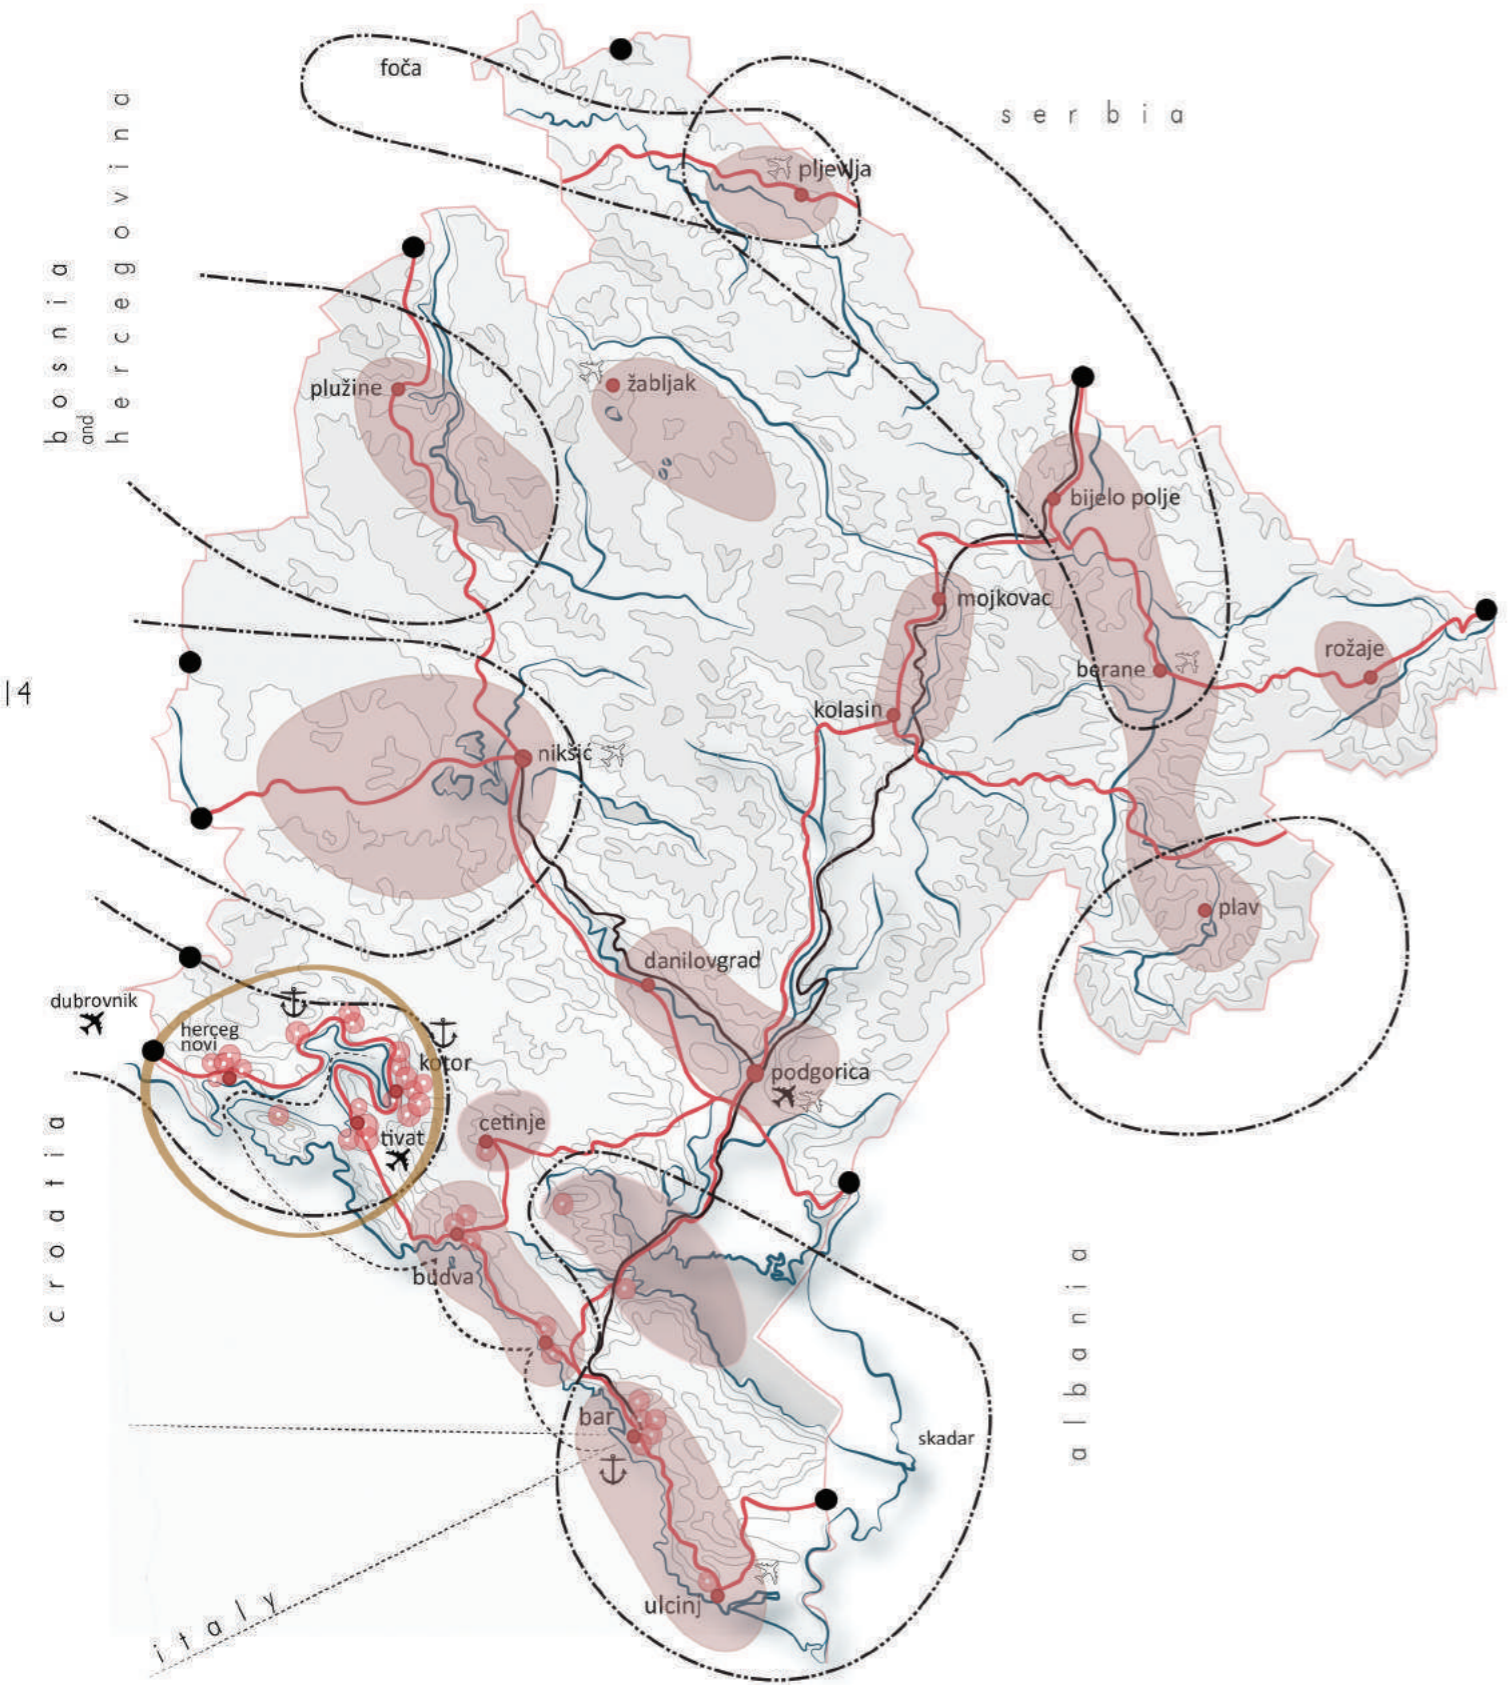 foča
serbia
pljevlja
bosnia
and
hercegovina
plužine
žabljak
bijelo polje
mojkovac
rožaje
berane
|4
kolasin
nikšić
plav
danilovgrad
dubrovnik
herceg
novi
kotor
podgorica
cetinje
tivat
croatia
budva
albania
bar
skadar
italy
ulcinj